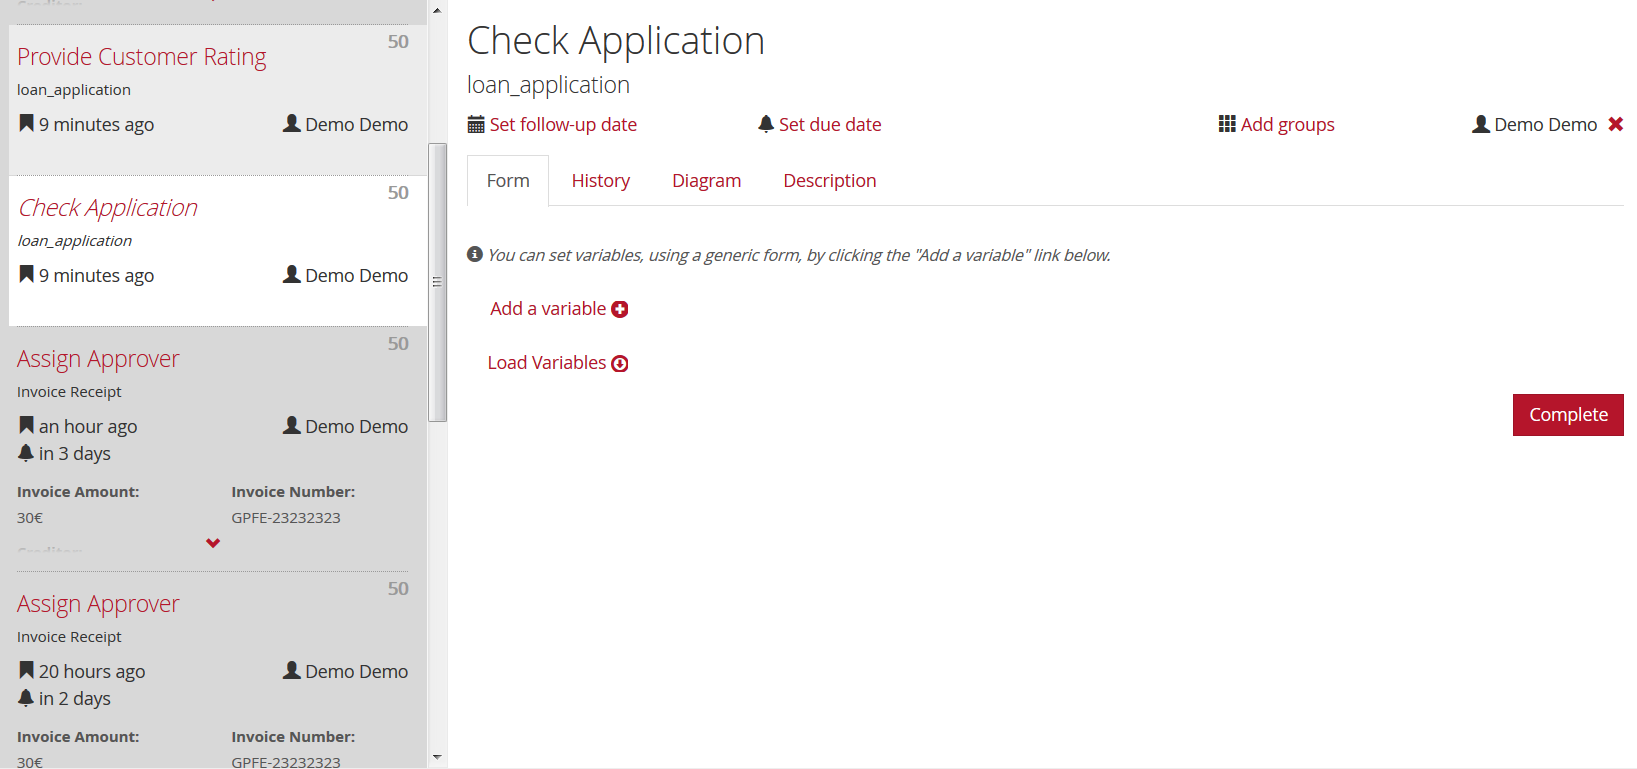 50
Provide Customer Rating
loan_application
9 minutes ago
Demo Demo
50
Check Application
loan_application
9 minutes ago
Demo Demo
50
Assign Approver
Invoice Receipt
an hour ago
Demo Demo
in 3 days
Invoice Amount:
Invoice Number:
30€
GPFE-23232323
50
Assign Approver
Invoice Receipt
20 hours ago
Demo Demo
in 2 days
Invoice Amount:
Invoice Number:
30€
GPFE-23232323
Check Application
loan_application
Set follow-up date
Set due date
Add groups
Demo Demo
Form
History
Diagram
Description
You can set variables, using a generic form, by clicking the "Add a variable" link below.
Add a variable
Load Variables
Complete